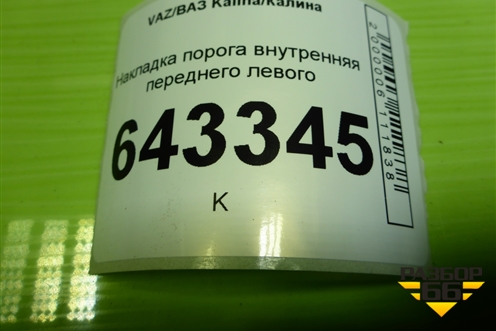 VAZ/ВАЗ Kalina/Калина
Накладка порога внутренняя
переднего левого
643345
К
2000006111838
РАЗБОР
66